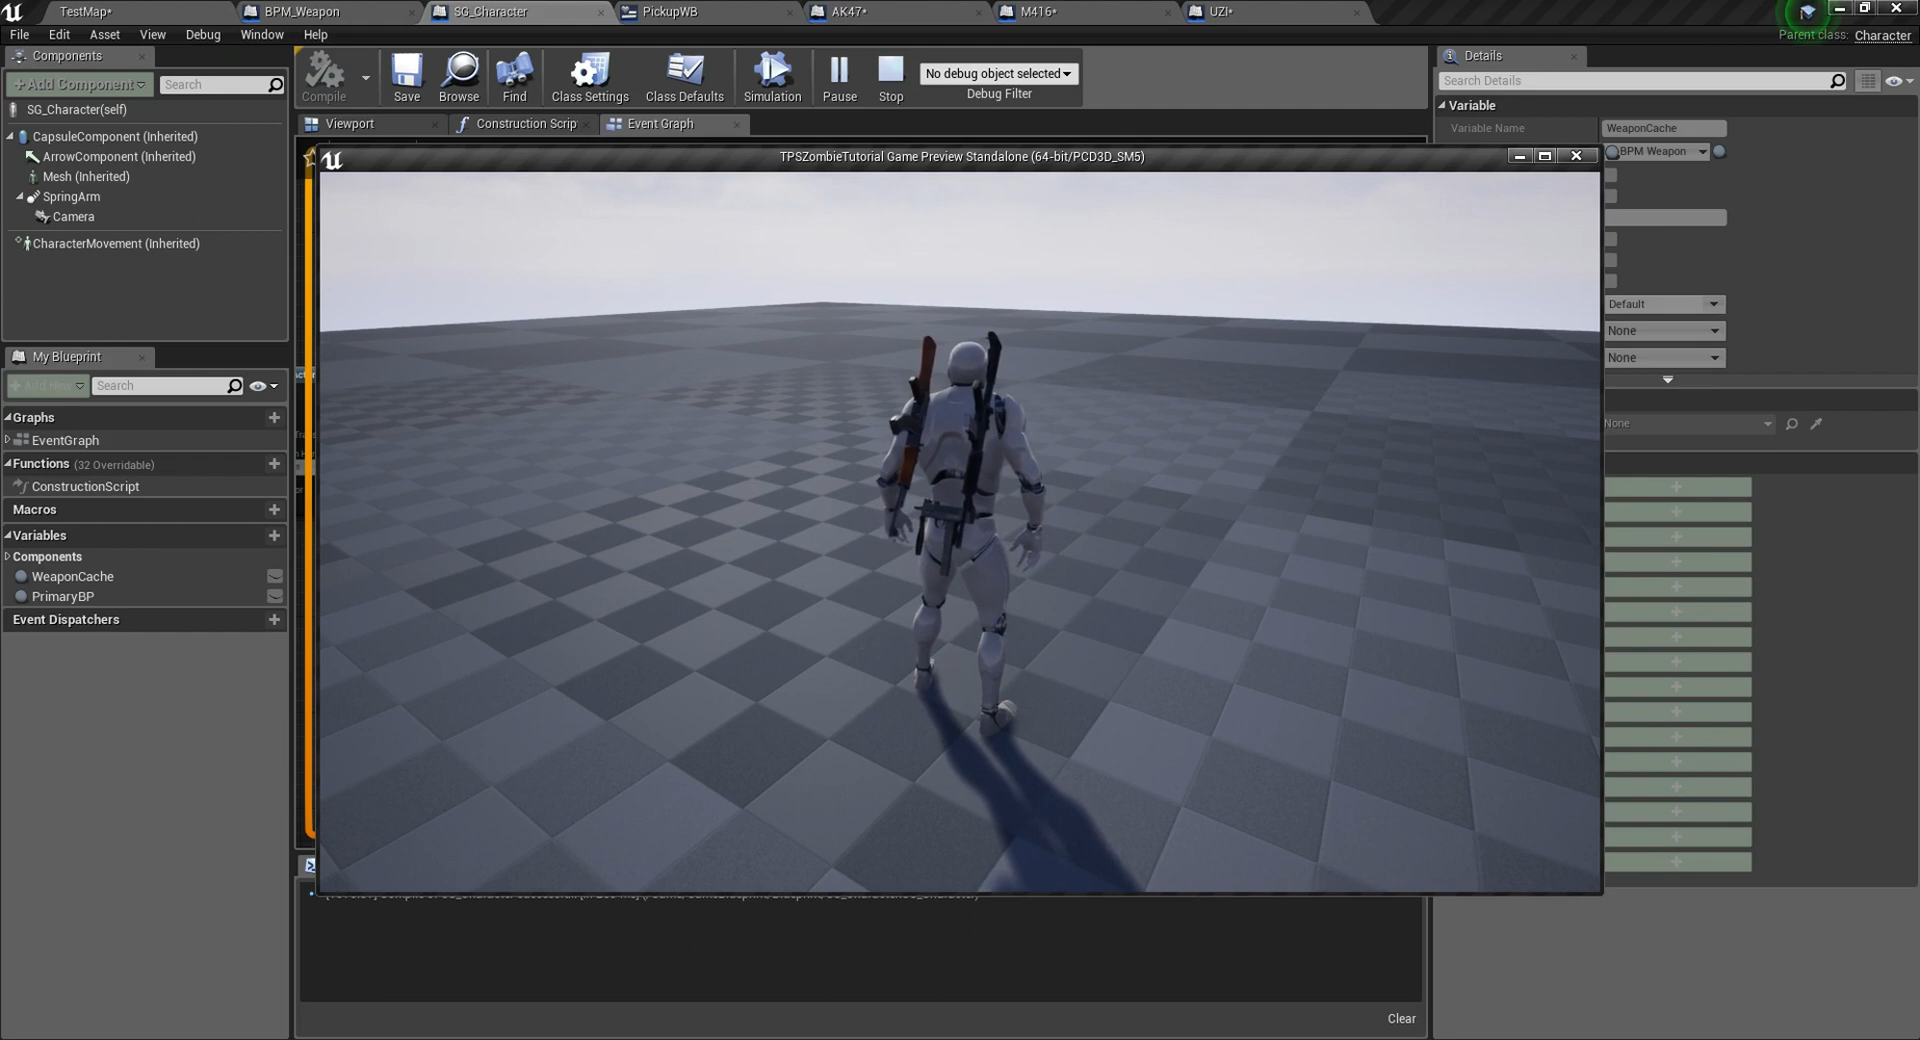 TestMap*
BPM_Weapon
SG_Character
PickupWB
AK47*
M416*
UZI*
File Edit Asset View Debug Window Help
Parent class: Character
Components
+Add Component
Search
SG_Character(self)
CapsuleComponent (Inherited)
ArrowComponent (Inherited)
Mesh (Inherited)
SpringArm
Camera
CharacterMovement (Inherited)
My Blueprint
+Add New
Search
Graphs
EventGraph
Functions (32 Overridable)
ConstructionScript
Macros
Variables
Components
WeaponCache
PrimaryBP
Event Dispatchers
Compile
Save
Browse
Find
Class Settings
Class Defaults
Simulation
Pause
Stop
No debug object selected
Debug Filter
Viewport
Construction Scrip
Event Graph
TPSZombieTutorial Game Preview Standalone (64-bit/PCD3D_SM5)
Clear
Details
Search Details
Variable
Variable Name
WeaponCache
BPM Weapon
Default
None
None
None